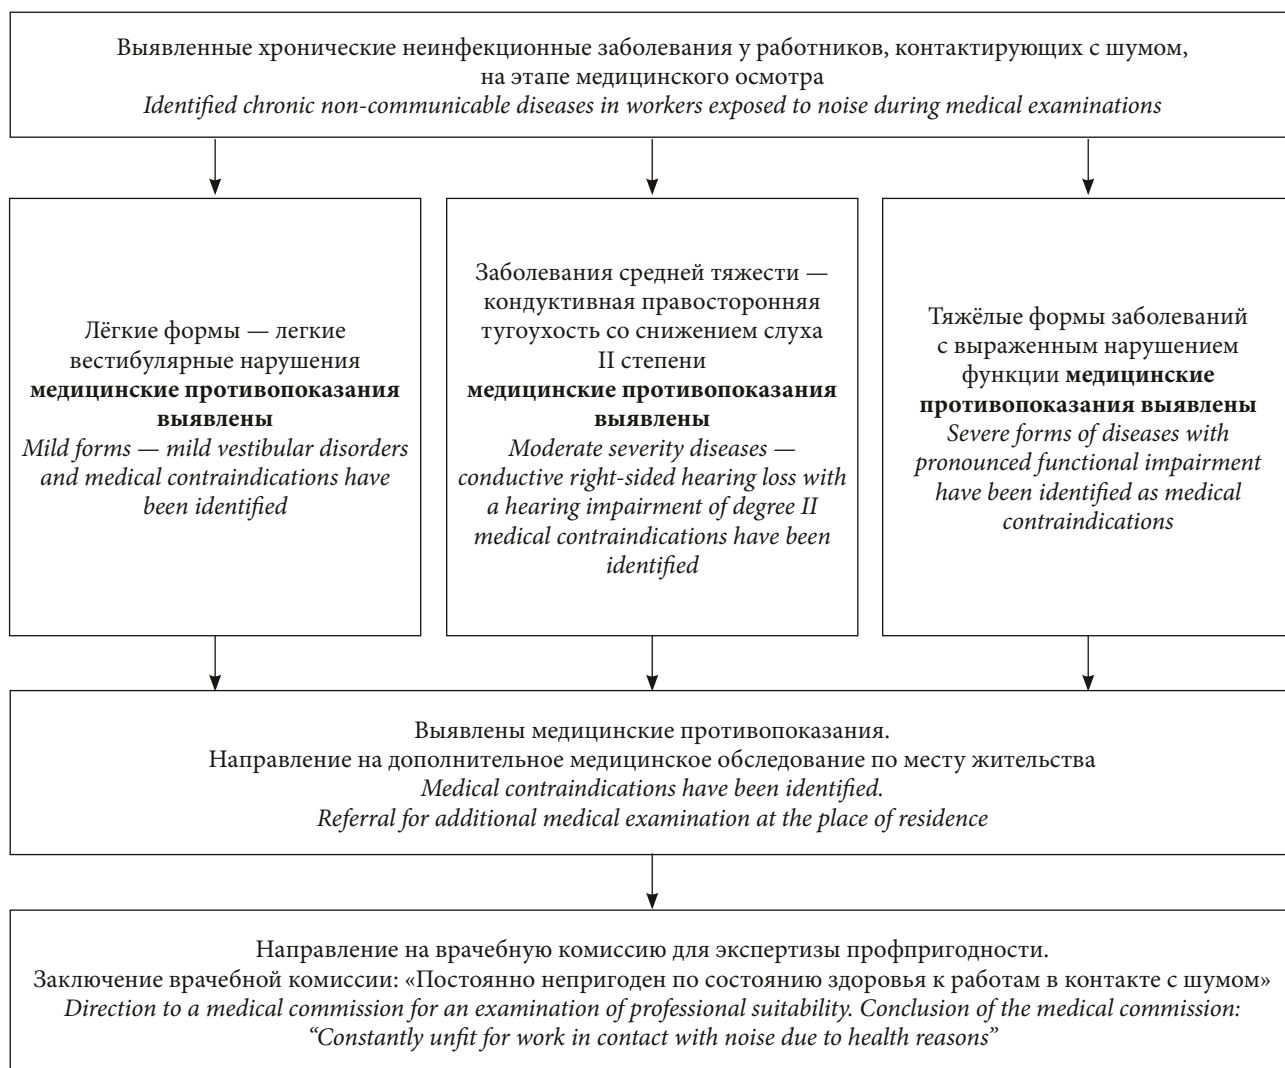 Выявленные хронические неинфекционные заболевания у работников, контактирующих с шумом,
на этапе медицинского осмотра
Identified chronic non-communicable diseases in workers exposed to noise during medical examinations
Лёгкие формы — легкие
вестибулярные нарушения
медицинские противопоказания
выявлены
Mild forms — mild vestibular disorders
and medical contraindications have
been identified
Заболевания средней тяжести —
кондуктивная правосторонняя
тугоухость со снижением слуха
II степени
медицинские противопоказания
выявлены
Moderate severity diseases —
conductive right-sided hearing loss with
a hearing impairment of degree II
medical contraindications have been
identified
Тяжёлые формы заболеваний
с выраженным нарушением
функции медицинские
противопоказания выявлены
Severe forms of diseases with
pronounced functional impairment
have been identified as medical
contraindications
Выявлены медицинские противопоказания.
Направление на дополнительное медицинское обследование по месту жительства
Medical contraindications have been identified.
Referral for additional medical examination at the place of residence
Направление на врачебную комиссию для экспертизы профпригодности.
Заключение врачебной комиссии: «Постоянно непригоден по состоянию здоровья к работам в контакте с шумом»
Direction to a medical commission for an examination of professional suitability. Conclusion of the medical commission:
“Constantly unfit for work in contact with noise due to health reasons”